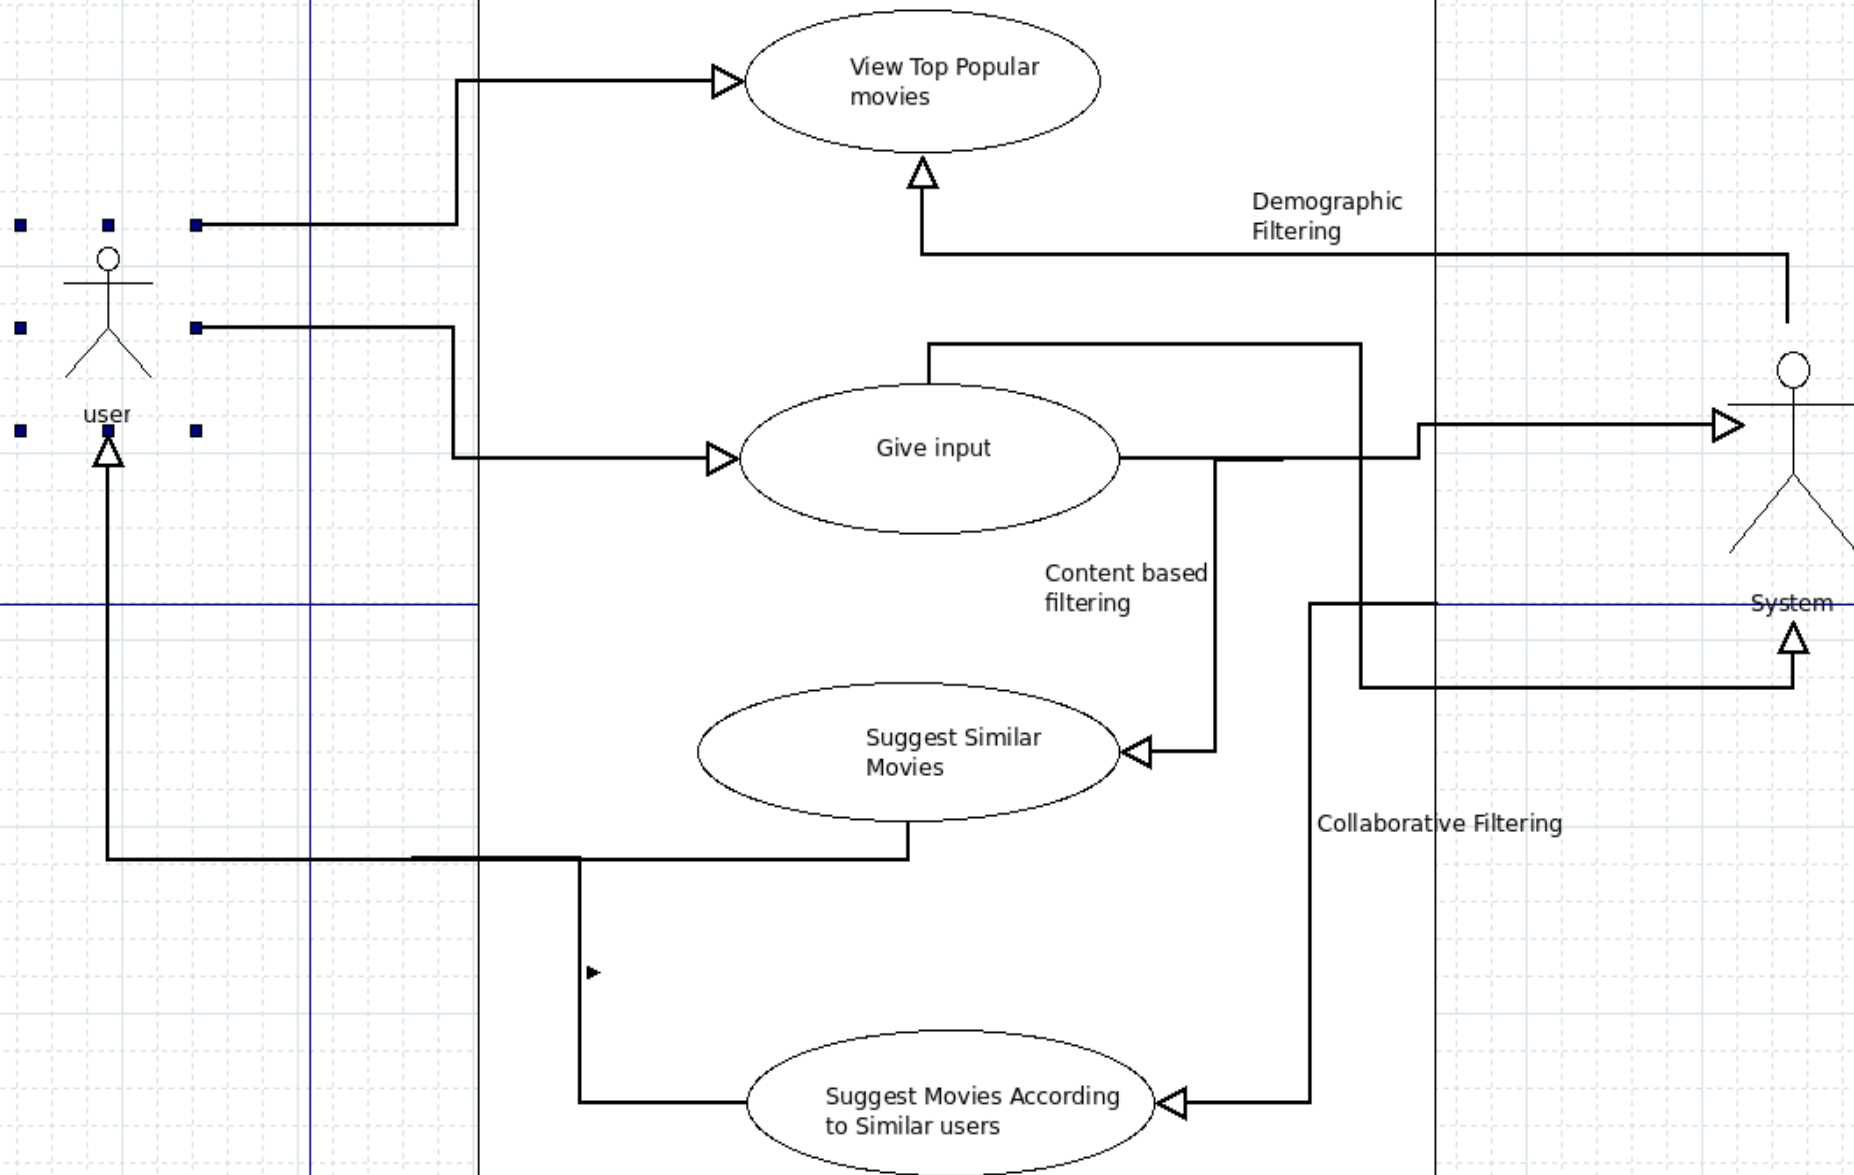 View Top Popular
movies
Demographic
Filtering
user
Give input
Content based
filtering
System
Suggest Similar
Movies
Collaborative Filtering
Suggest Movies According
to Similar users